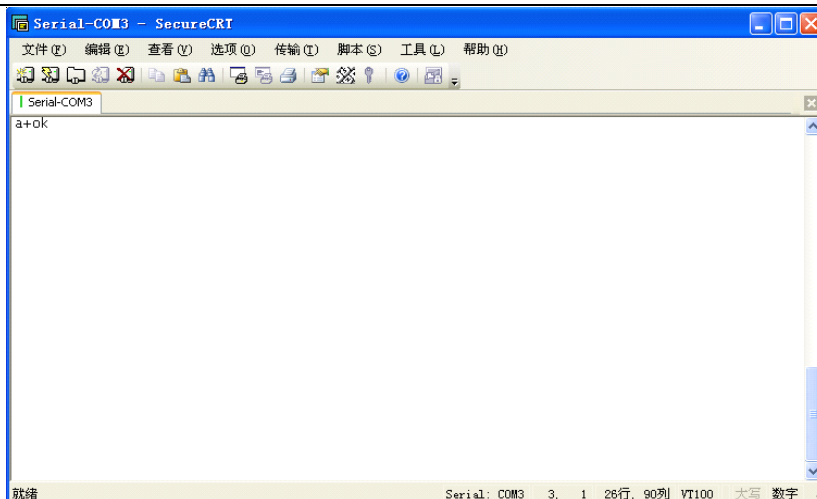 Serial-COM3 - SecureCRT
文件(F) 编辑(E) 查看(V) 选项(O) 传输(T) 脚本(S) 工具(L) 帮助(H)
Serial-COM3
a+ok
就绪 Serial: COM3 3, 1 26行, 90列 VT100 大写 数字